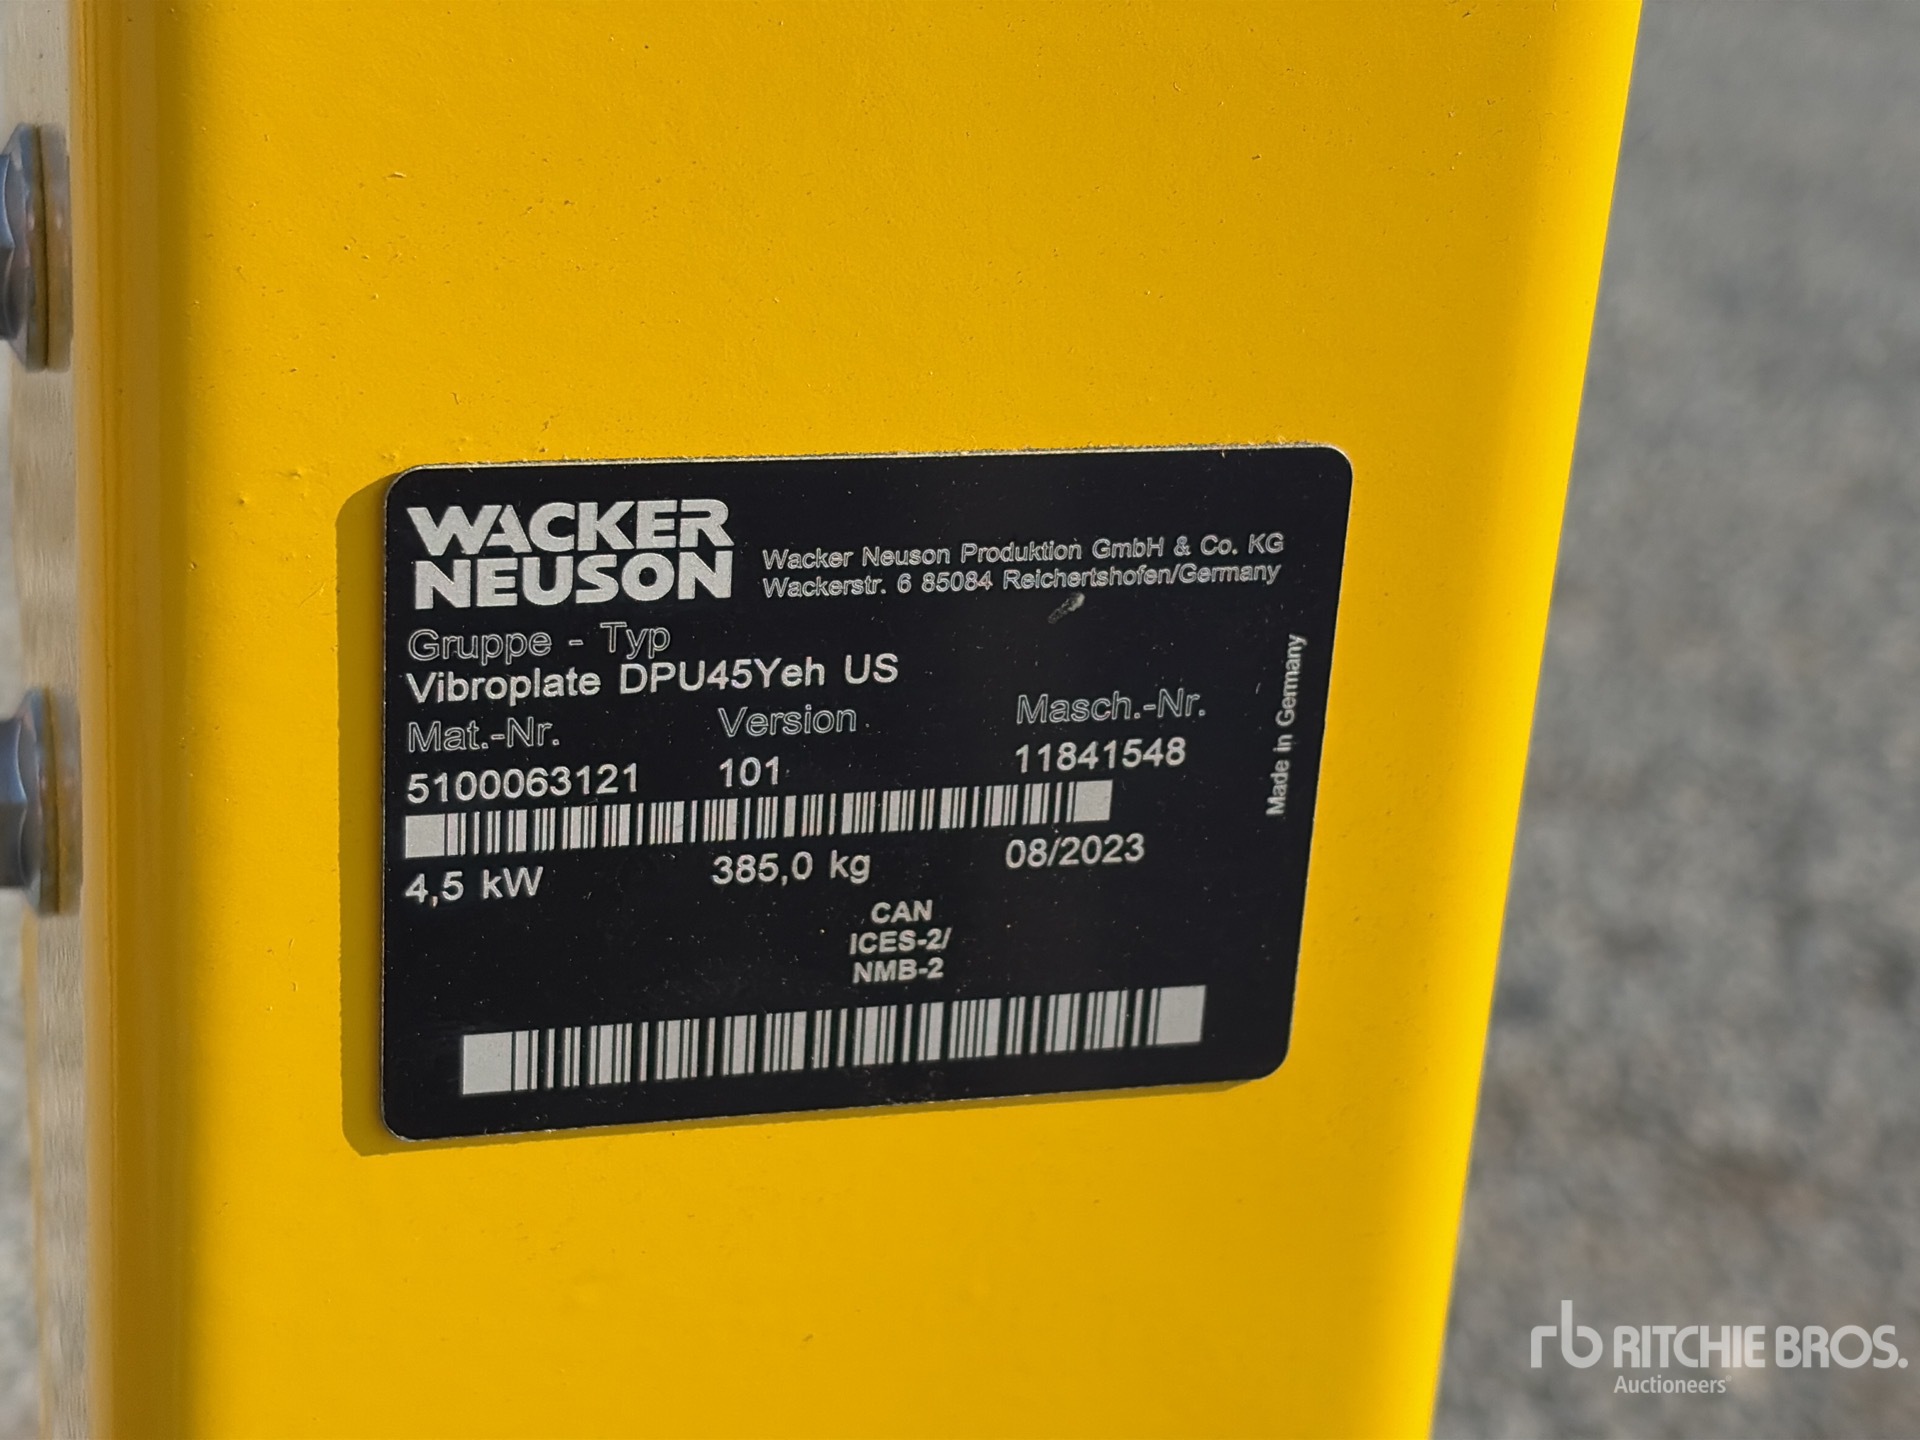 WACKER
NEUSON
Wacker Neuson Produktion GmbH & Co. KG
Wackerstr. 6 85084 Reichertshofen/Germany
Gruppe - Typ
Vibroplate DPU45Yeh US
Mat.-Nr. Version Masch.-Nr.
5100063121 101 11841548
4,5 kW 385,0 kg 08/2023
CAN
ICES-2/
NMB-2
Made in Germany
rb RITCHIE BROS.
Auctioneers